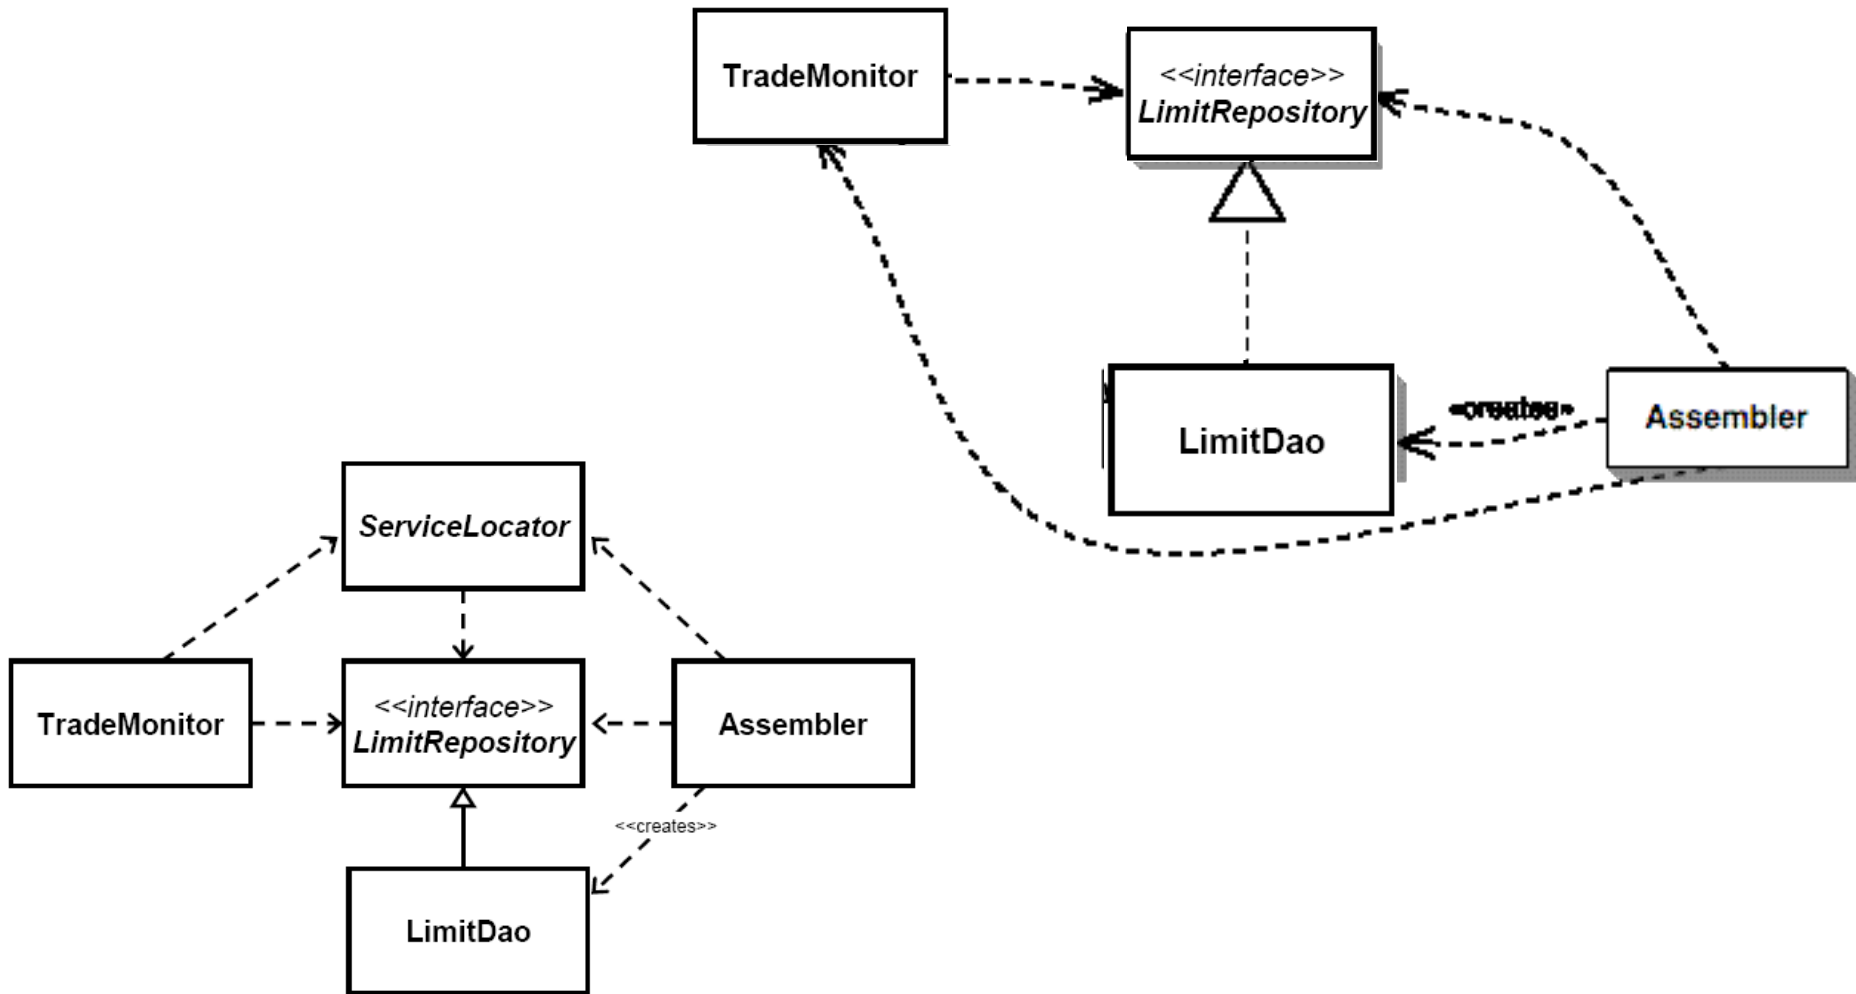 TradeMonitor
<<interface>>
LimitRepository
LimitDao
«creates»
Assembler
ServiceLocator
TradeMonitor
<<interface>>
LimitRepository
Assembler
<<creates>>
LimitDao